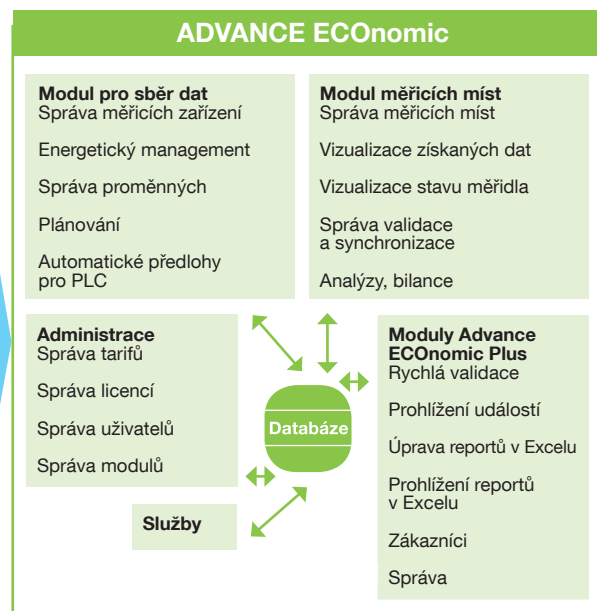 ADVANCE ECOnomic
Modul pro sběr dat
Správa měřicích zařízení
Energetický management
Správa proměnných
Plánování
Automatické předlohy
pro PLC
Modul měřicích míst
Správa měřicích míst
Vizualizace získaných dat
Vizualizace stavu měřidla
Správa validace
a synchronizace
Analýzy, bilance
Administrace
Správa tarifů
Správa licencí
Správa uživatelů
Správa modulů
Databáze
Moduly Advance
ECOnomic Plus
Rychlá validace
Prohlížení událostí
Úprava reportů v Excelu
Prohlížení reportů
v Excelu
Zákazníci
Správa
Služby